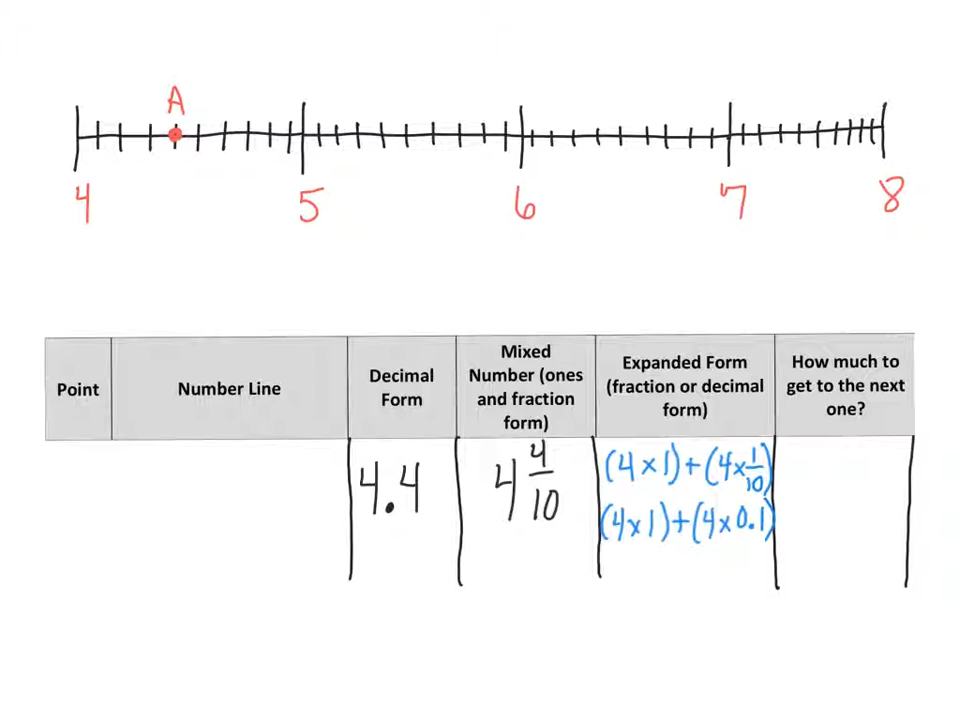 A
4 5 6 7 8
Point
Number Line
Decimal
Form
Mixed
Number (ones
and fraction
form)
Expanded Form
(fraction or decimal
form)
How much to
get to the next
one?
4.4
4 4/10
(4 x 1) + (4 x 1/10)
(4 x 1) + (4 x 0.1)